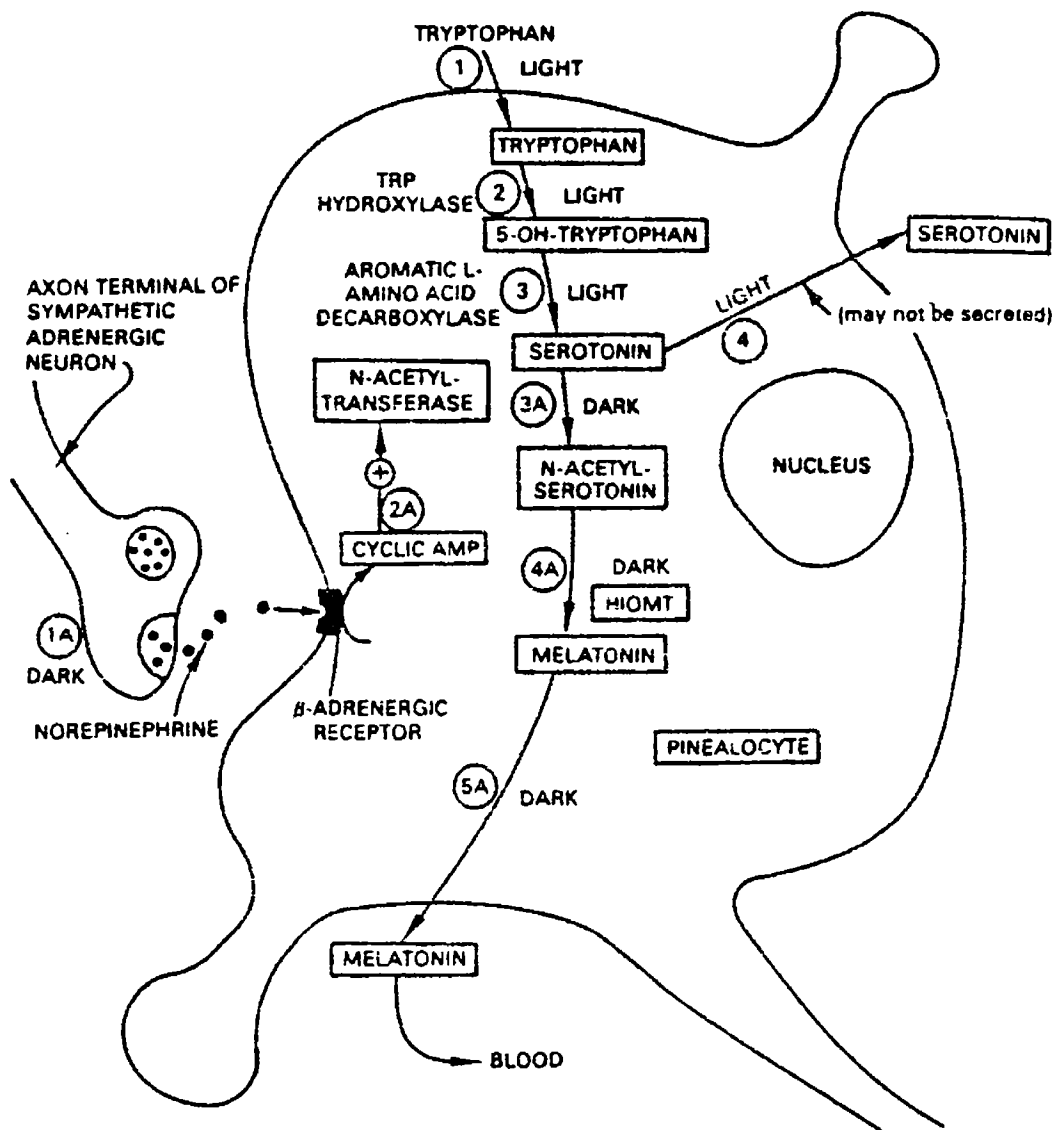 TRYPTOPHAN
1 LIGHT
TRYPTOPHAN
TRP
HYDROXYLASE
2 LIGHT
5-OH-TRYPTOPHAN
AROMATIC L-
AMINO ACID
DECARBOXYLASE
3 LIGHT
SEROTONIN
LIGHT
4
(may not be secreted)
SEROTONIN
AXON TERMINAL OF
SYMPATHETIC
ADRENERGIC
NEURON
N-ACETYL-
TRANSFERASE
+
2A
CYCLIC AMP
3A DARK
N-ACETYL-
SEROTONIN
NUCLEUS
4A DARK
HIOMT
MELATONIN
1A
DARK
NOREPINEPHRINE
β-ADRENERGIC
RECEPTOR
PINEALOCYTE
5A DARK
MELATONIN
BLOOD